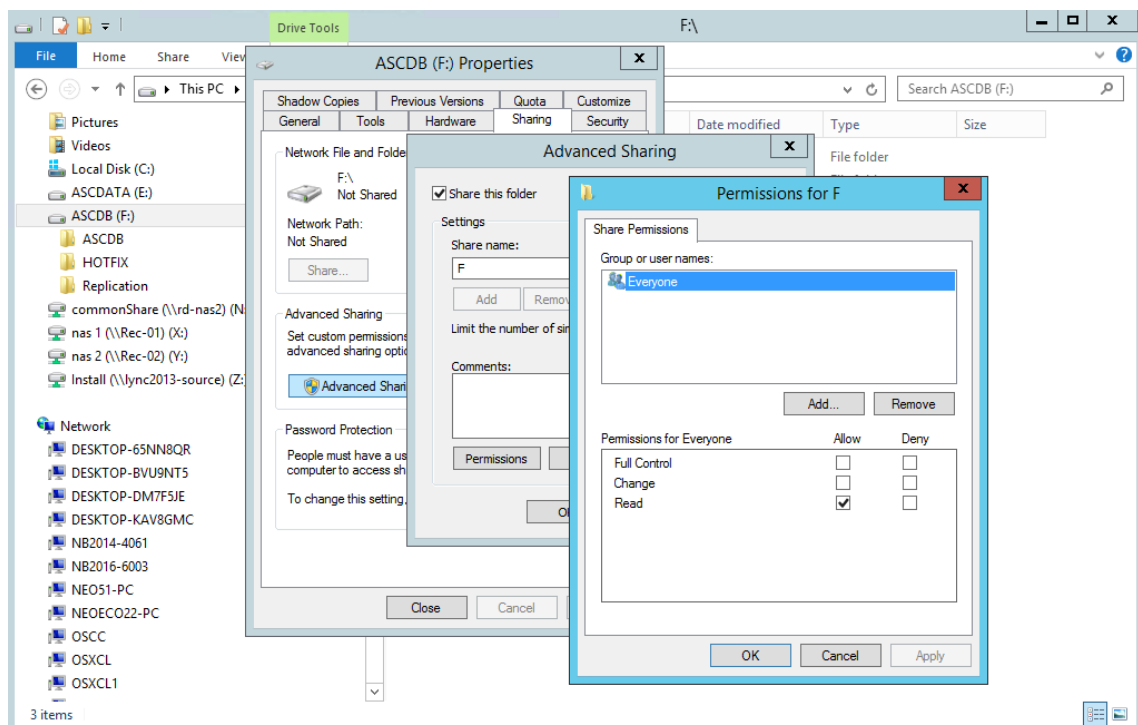 Drive Tools
F:\
File
Home
Share
View
This PC
Search ASCDB (F:)
Pictures
Videos
Local Disk (C:)
ASCDATA (E:)
ASCDB (F:)
ASCDB
HOTFIX
Replication
commonShare (\\rd-nas2) (N:
nas 1 (\\Rec-01) (X:)
nas 2 (\\Rec-02) (Y:)
Install (\\lync2013-source) (Z:
Network
DESKTOP-65NN8QR
DESKTOP-BVU9NT5
DESKTOP-DM7F5JE
DESKTOP-KAV8GMC
NB2014-4061
NB2016-6003
NEO51-PC
NEOECO22-PC
OSCC
OSXCL
OSXCL1
3 items
Date modified
Type
Size
File folder
ASCDB (F:) Properties
Shadow Copies
Previous Versions
Quota
Customize
General
Tools
Hardware
Sharing
Security
Network File and Folde
F:\
Not Shared
Network Path:
Not Shared
Share...
Advanced Sharing
Set custom permissions
advanced sharing optio
Advanced Shari
Password Protection
People must have a us
computer to access sh
To change this setting,
Close
Cancel
Advanced Sharing
Share this folder
Settings
Share name:
F
Add
Remov
Limit the number of sim
Comments:
Permissions
Permissions for F
Share Permissions
Group or user names:
Everyone
Add...
Remove
Permissions for Everyone
Allow
Deny
Full Control
Change
Read
OK
Cancel
Apply